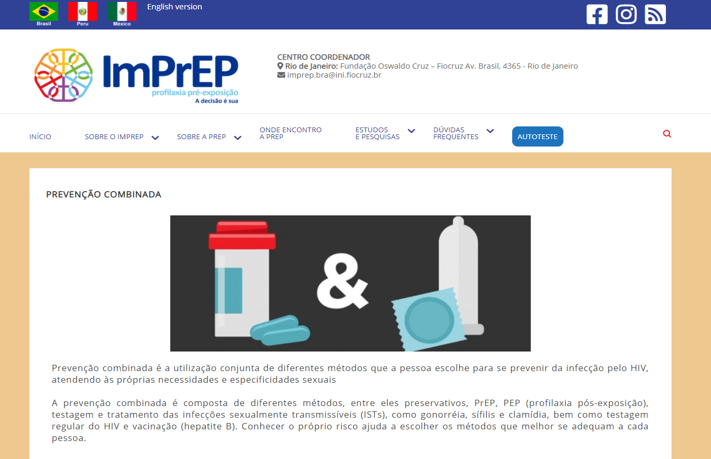 Brasil
Peru
Mexico
English version
ImPrEP
profilaxia pré-exposição
A decisão é sua
CENTRO COORDENADOR
Rio de Janeiro: Fundação Oswaldo Cruz – Fiocruz Av. Brasil, 4365 - Rio de Janeiro
imprep.bra@ini.fiocruz.br
INÍCIO
SOBRE O IMPREP
SOBRE A PREP
ONDE ENCONTRO
A PREP
ESTUDOS
E PESQUISAS
DÚVIDAS
FREQUENTES
AUTOTESTE
PREVENÇÃO COMBINADA
&
Prevenção combinada é a utilização conjunta de diferentes métodos que a pessoa escolhe para se prevenir da infecção pelo HIV,
atendendo às próprias necessidades e especificidades sexuais
A prevenção combinada é composta de diferentes métodos, entre eles preservativos, PrEP, PEP (profilaxia pós-exposição),
testagem e tratamento das infecções sexualmente transmissíveis (ISTs), como gonorréia, sífilis e clamídia, bem como testagem
regular do HIV e vacinação (hepatite B). Conhecer o próprio risco ajuda a escolher os métodos que melhor se adequam a cada
pessoa.